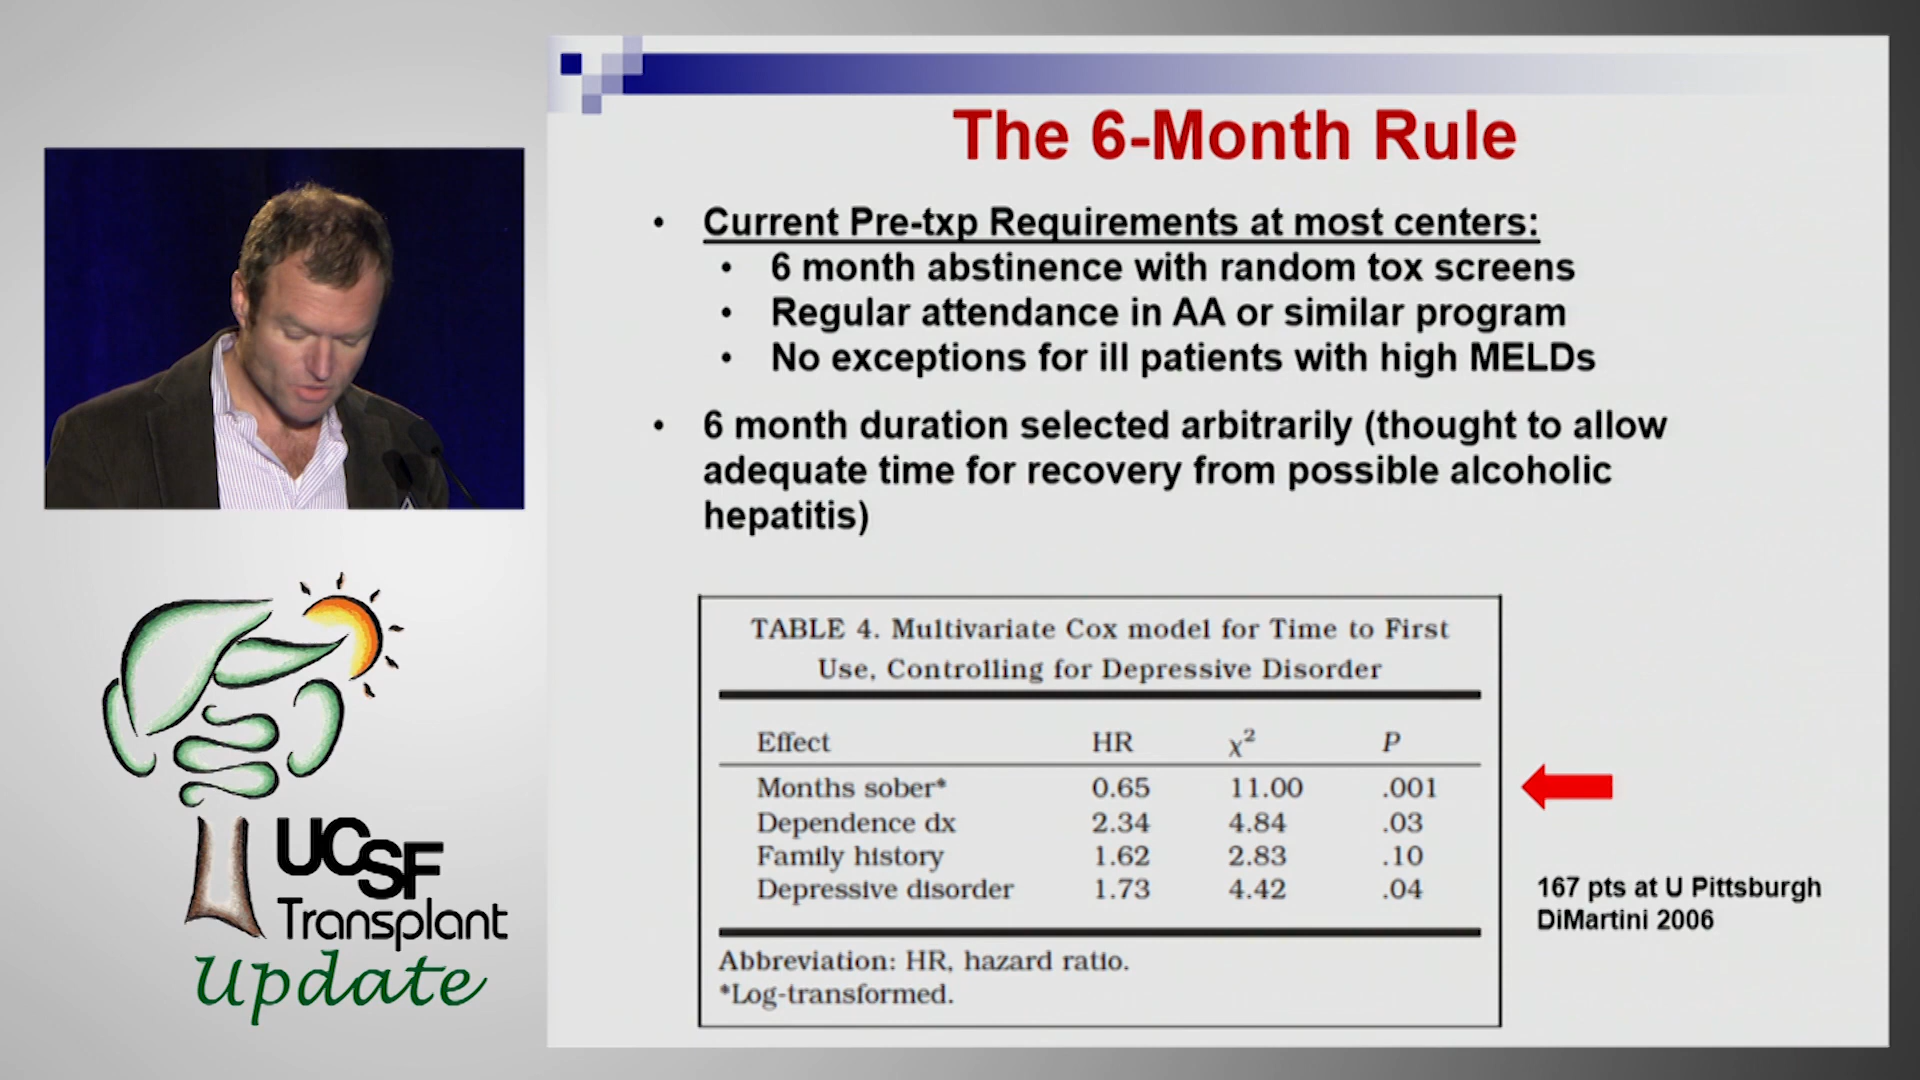 The 6-Month Rule
• Current Pre-txp Requirements at most centers:
• 6 month abstinence with random tox screens
• Regular attendance in AA or similar program
• No exceptions for ill patients with high MELDs
• 6 month duration selected arbitrarily (thought to allow
adequate time for recovery from possible alcoholic
hepatitis)
TABLE 4. Multivariate Cox model for Time to First
Use, Controlling for Depressive Disorder
Effect HR χ² P
Months sober* 0.65 11.00 .001
Dependence dx 2.34 4.84 .03
Family history 1.62 2.83 .10
Depressive disorder 1.73 4.42 .04
Abbreviation: HR, hazard ratio.
*Log-transformed.
167 pts at U Pittsburgh
DiMartini 2006
UCSF
Transplant
Update